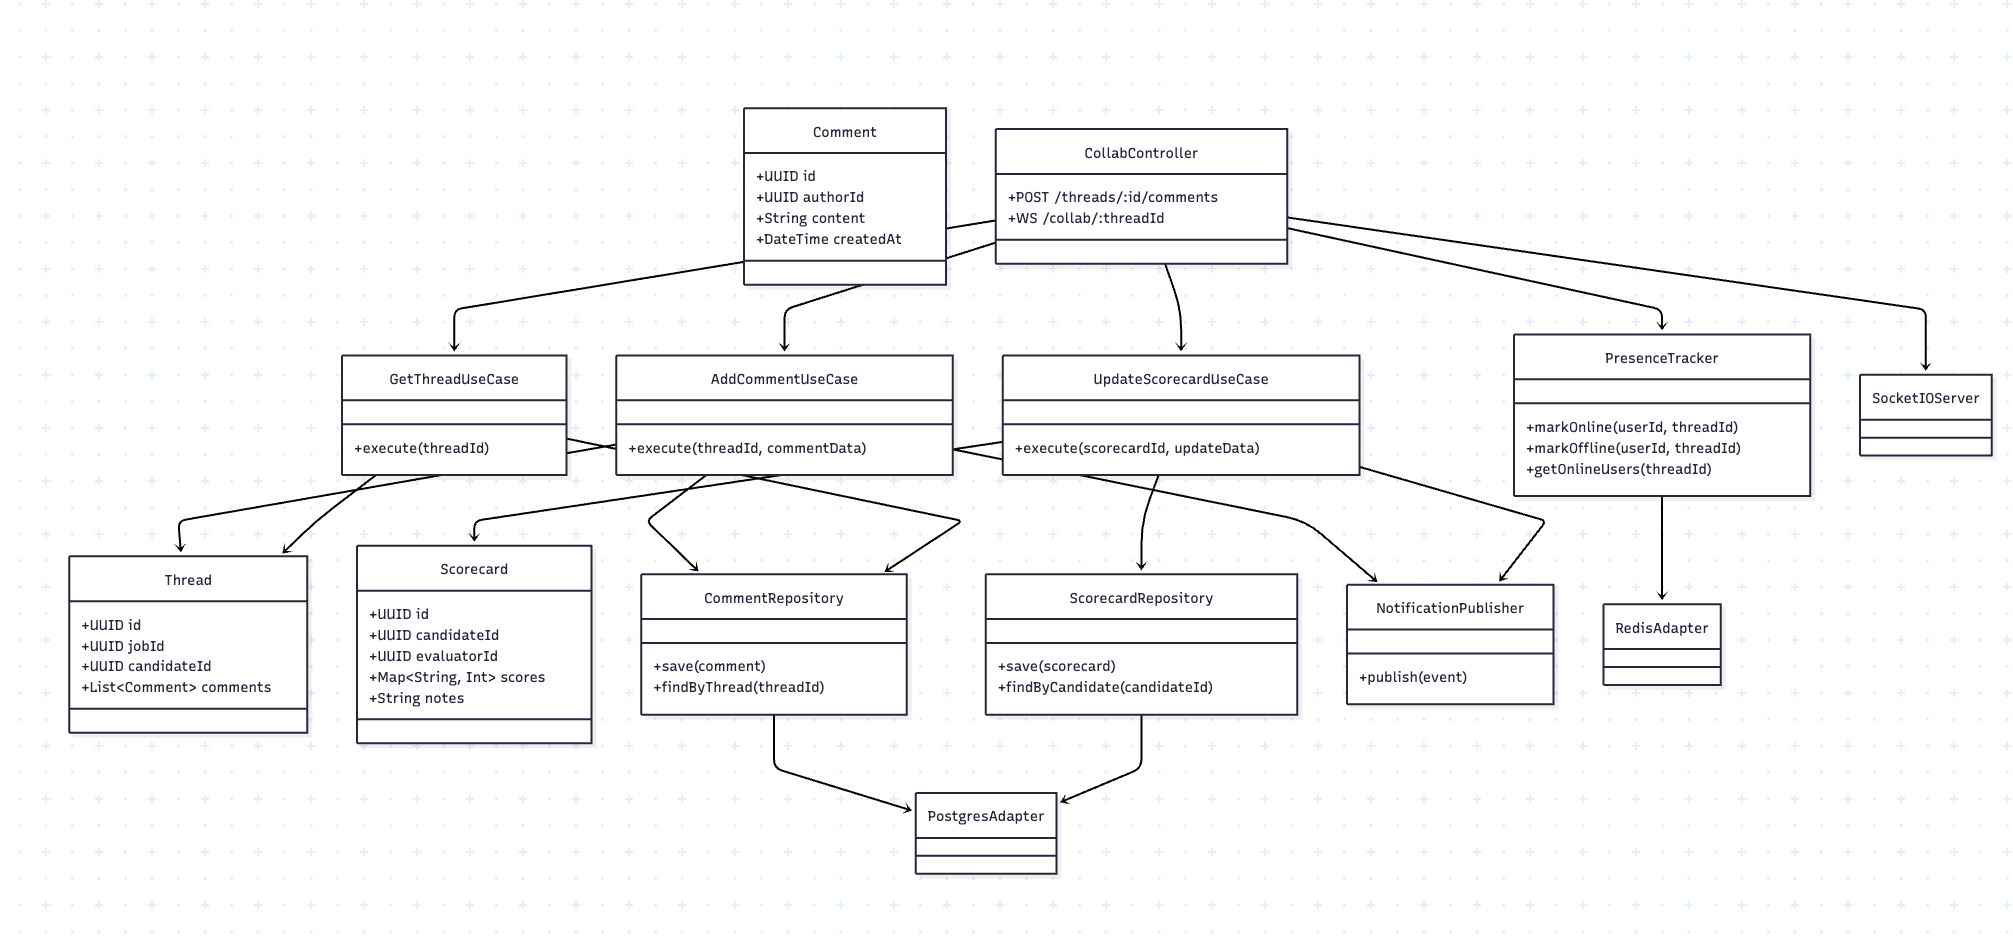 Comment
+UUID id
+UUID authorId
+String content
+DateTime createdAt
CollabController
+POST /threads/:id/comments
+WS /collab/:threadId
GetThreadUseCase
+execute(threadId)
AddCommentUseCase
+execute(threadId, commentData)
UpdateScorecardUseCase
+execute(scorecardId, updateData)
PresenceTracker
+markOnline(userId, threadId)
+markOffline(userId, threadId)
+getOnlineUsers(threadId)
SocketIOServer
Thread
+UUID id
+UUID jobId
+UUID candidateId
+List<Comment> comments
Scorecard
+UUID id
+UUID candidateId
+UUID evaluatorId
+Map<String, Int> scores
+String notes
CommentRepository
+save(comment)
+findByThread(threadId)
ScorecardRepository
+save(scorecard)
+findByCandidate(candidateId)
NotificationPublisher
+publish(event)
RedisAdapter
PostgresAdapter